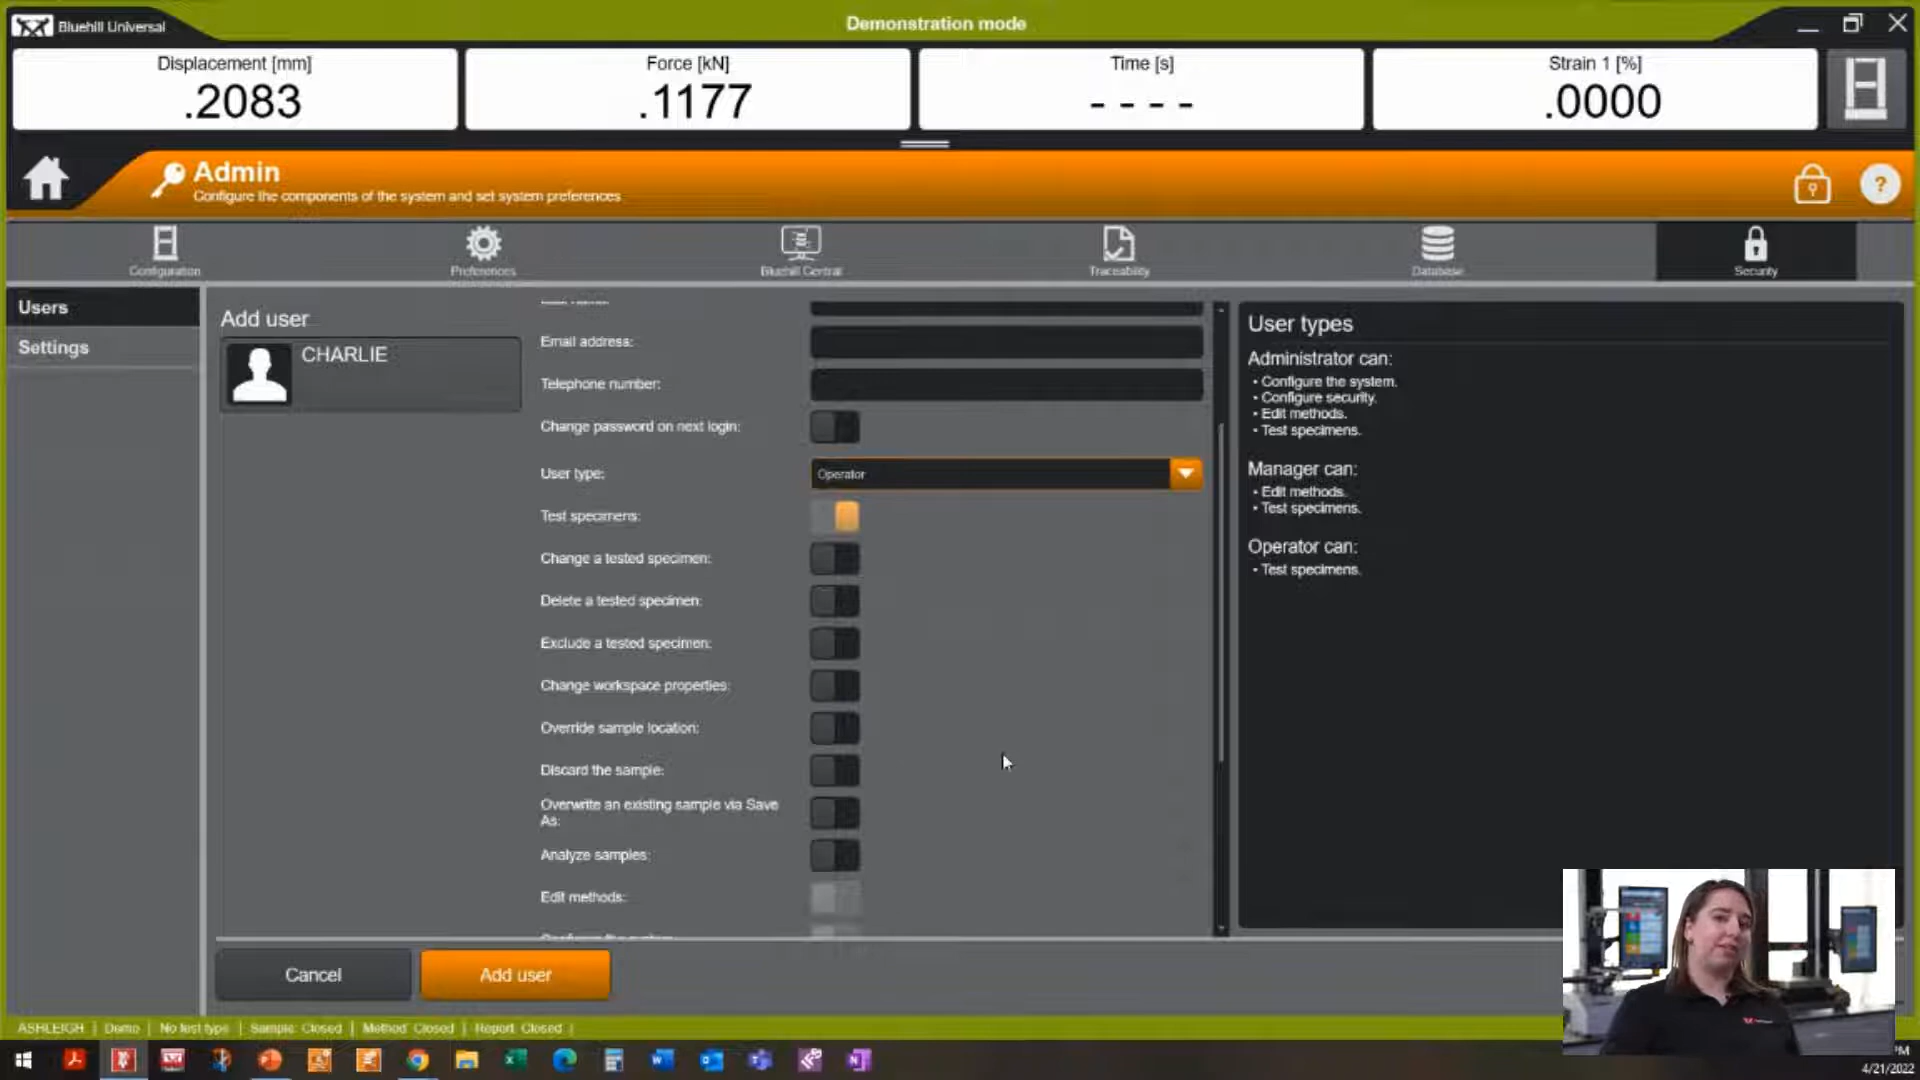 Bluehill Universal
Demonstration mode
Displacement [mm]
.2083
Force [kN]
.1177
Time [s]
- - - -
Strain 1 [%]
.0000
Admin
Configure the components of the system and set system preferences
?
Configuration
Preferences
Bluehill Central
Traceability
Database
Security
Users
Settings
Add user
CHARLIE
Email address:
Telephone number:
Change password on next login:
User type:
Operator
Test specimens:
Change a tested specimen:
Delete a tested specimen:
Exclude a tested specimen:
Change workspace properties:
Override sample location:
Discard the sample:
Overwrite an existing sample via Save
As:
Analyze samples:
Edit methods:
User types
Administrator can:
• Configure the system.
• Configure security.
• Edit methods.
• Test specimens.
Manager can:
• Edit methods.
• Test specimens.
Operator can:
• Test specimens.
Cancel
Add user
ASHLEIGH | Demo | No test type | Sample: Closed | Method: Closed | Report: Closed |
PM
4/21/2022